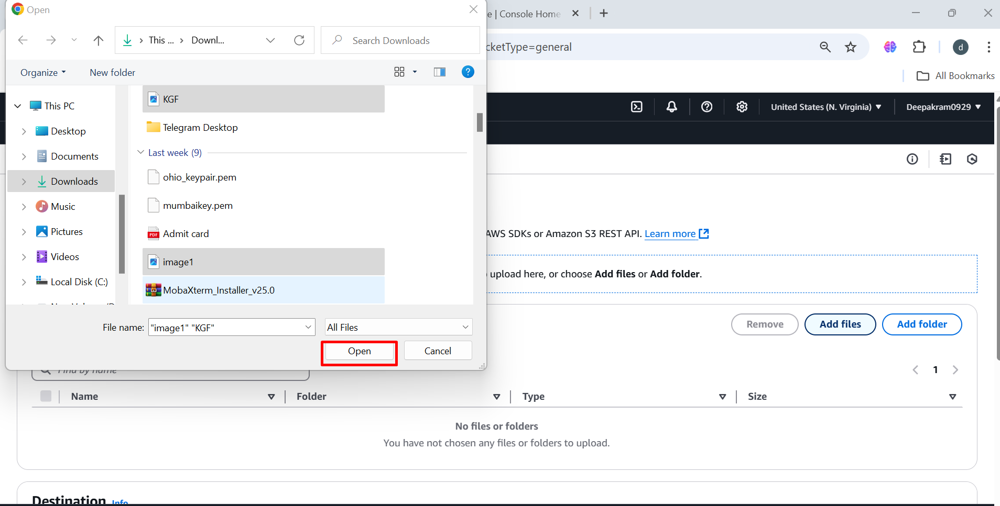 Open
e | Console Home
This ...
Downl...
Search Downloads
cketType=general
d
Organize
New folder
?
All Bookmarks
This PC
Desktop
Documents
Downloads
Music
Pictures
Videos
Local Disk (C:)
KGF
Telegram Desktop
Last week (9)
ohio_keypair.pem
mumbaikey.pem
PDF
Admit card
image1
MobaXterm_Installer_v25.0
File name:
"image1" "KGF"
All Files
Open
Cancel
United States (N. Virginia)
Deepakram0929
AWS SDKs or Amazon S3 REST API. Learn more
upload here, or choose Add files or Add folder.
Remove
Add files
Add folder
Find by name
1
Name
Folder
Type
Size
No files or folders
You have not chosen any files or folders to upload.
Destination Info